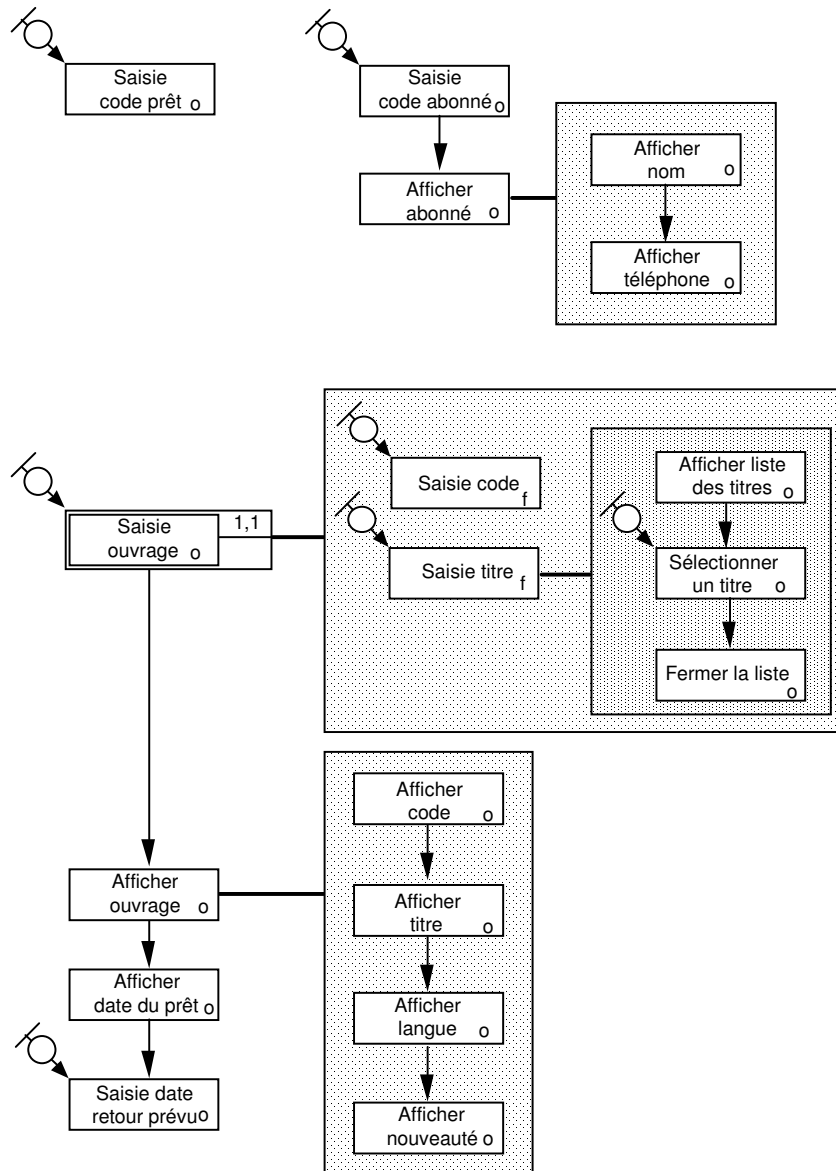 Saisie
code prêt o
Saisie
code abonné o
Afficher
abonné o
Afficher
nom o
Afficher
téléphone o
Saisie
ouvrage o
1,1
Saisie code
f
Saisie titre
f
Afficher liste
des titres o
Sélectionner
un titre o
Fermer la liste
o
Afficher
ouvrage o
Afficher
date du prêt o
Saisie date
retour prévu o
Afficher
code o
Afficher
titre o
Afficher
langue o
Afficher
nouveauté o